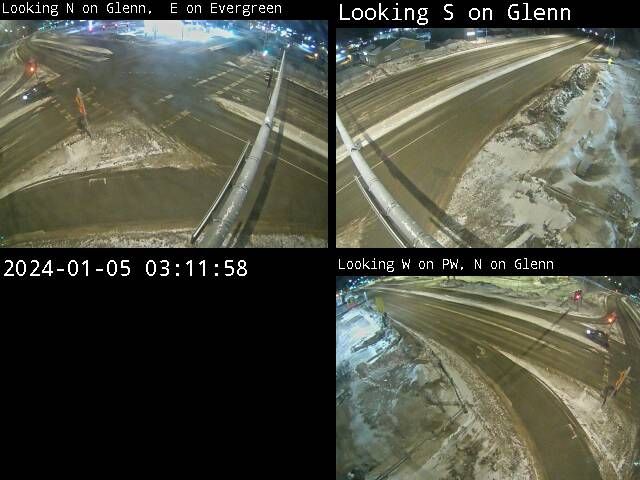 Looking N on Glenn, E on Evergreen
Looking S on Glenn
2024-01-05 03:11:58
Looking W on PW, N on Glenn